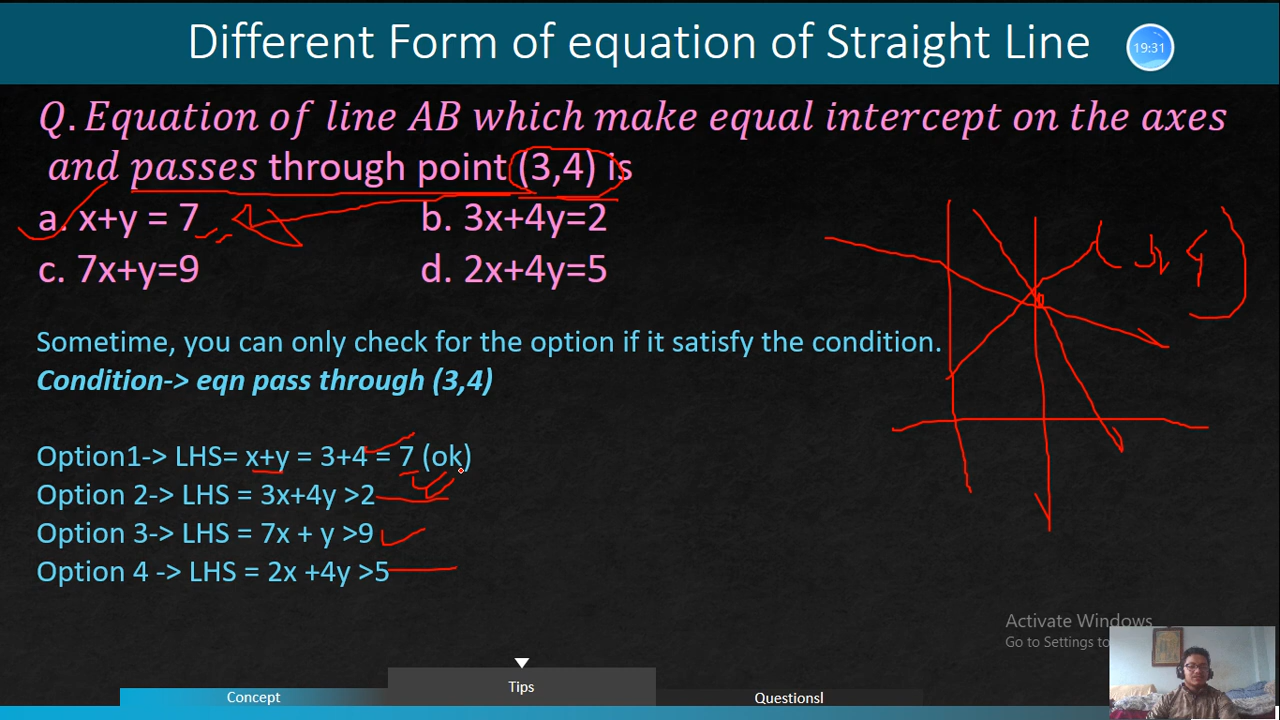 Different Form of equation of Straight Line
19:31
Q. Equation of line AB which make equal intercept on the axes
and passes through point (3,4) is
a. x+y = 7
b. 3x+4y=2
c. 7x+y=9
d. 2x+4y=5
(3, 4)
Sometime, you can only check for the option if it satisfy the condition.
Condition-> eqn pass through (3,4)
Option1-> LHS= x+y = 3+4 = 7 (ok)
Option 2-> LHS = 3x+4y >2
Option 3-> LHS = 7x + y >9
Option 4 -> LHS = 2x +4y >5
Activate Windows
Go to Settings to
Concept
Tips
Questionsl